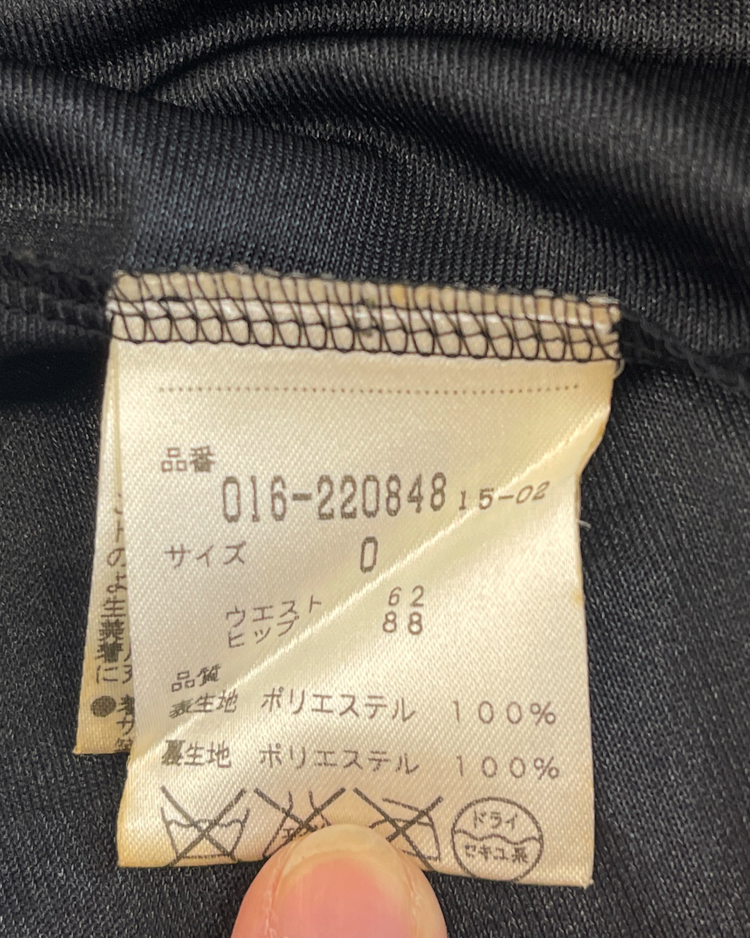 品番
016-220848 15-02
サイズ 0
ウエスト 62
ヒップ 88
品質
表生地 ポリエステル 100%
裏生地 ポリエステル 100%
ドライ
セキユ系